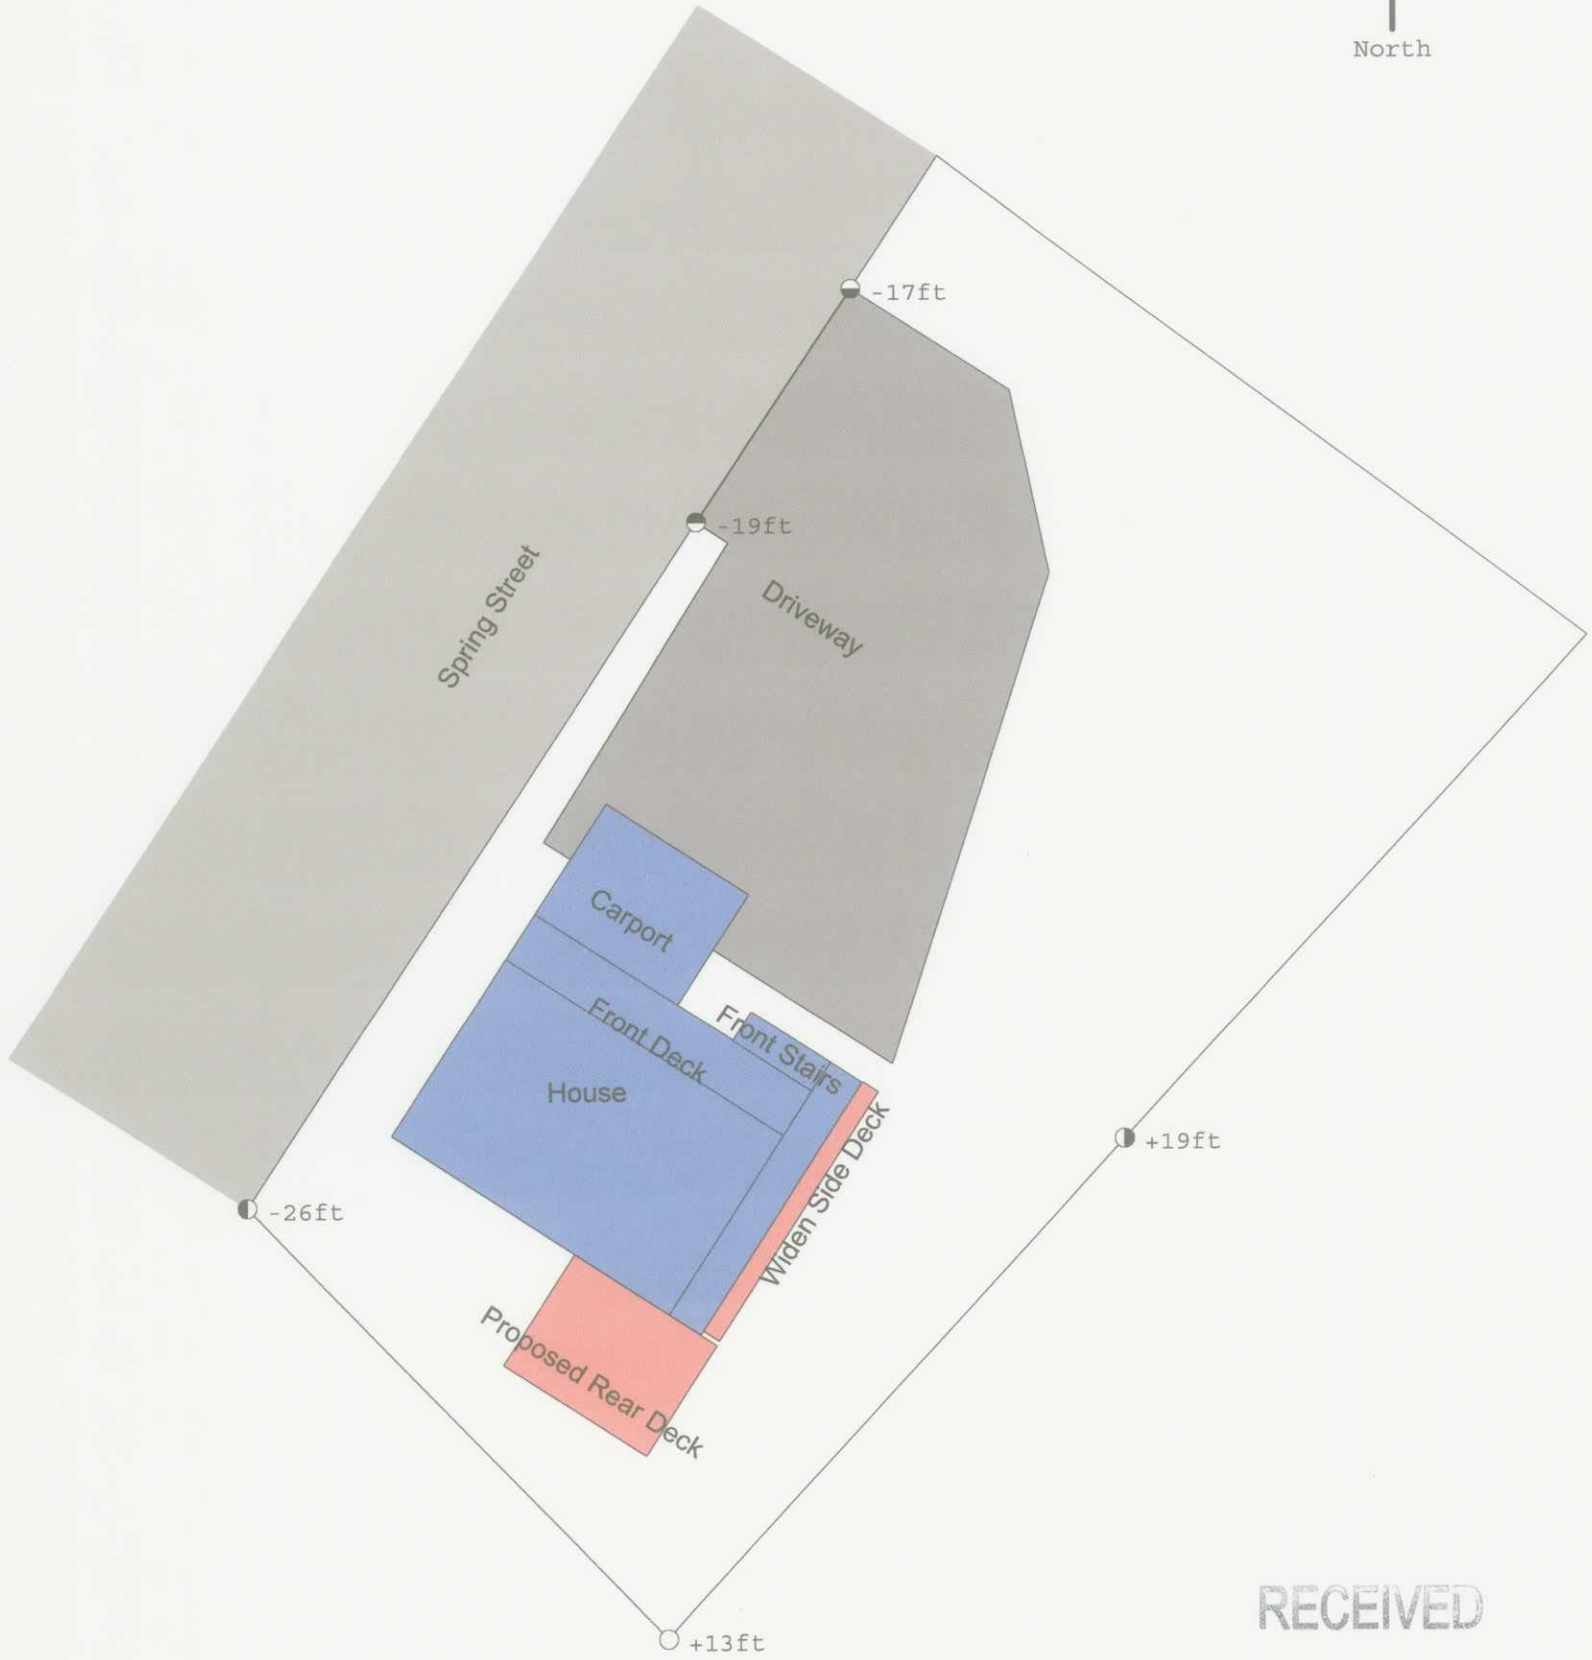 North
-17ft
-19ft
Spring Street
Driveway
Carport
Front Deck
Front Stairs
House
Widen Side Deck
+19ft
-26ft
Proposed Rear Deck
RECEIVED
+13ft